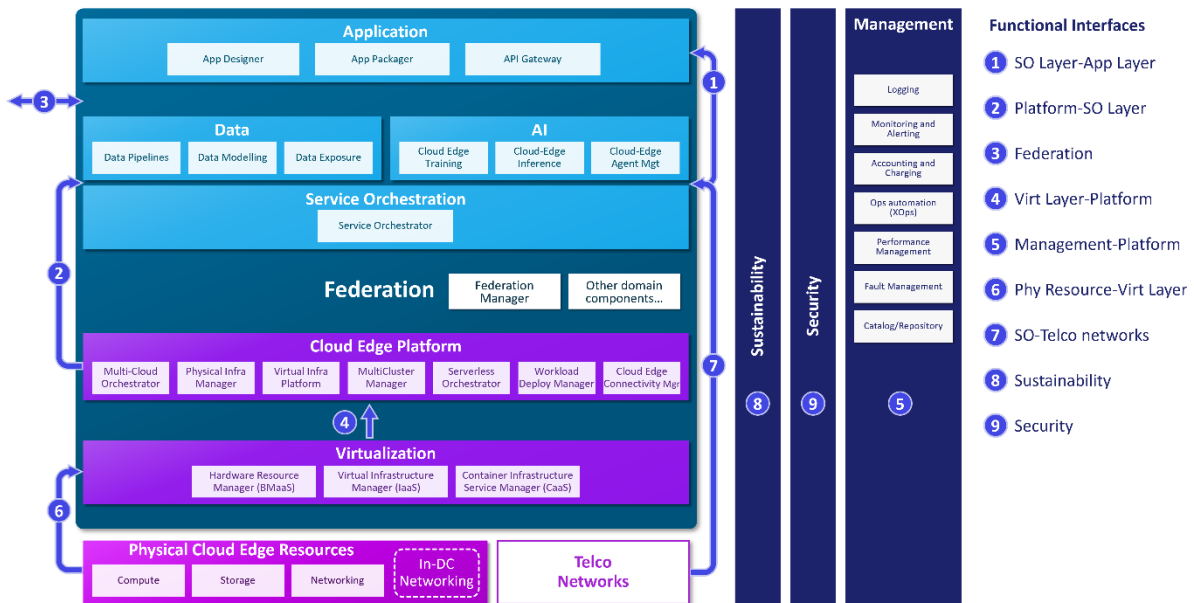 Application
App Designer
App Packager
API Gateway
1
3
Data
Data Pipelines
Data Modelling
Data Exposure
AI
Cloud Edge
Training
Cloud-Edge
Inference
Cloud-Edge
Agent Mgt
Service Orchestration
Service Orchestrator
2
Federation
Federation
Manager
Other domain
components...
Cloud Edge Platform
Multi-Cloud
Orchestrator
Physical Infra
Manager
Virtual Infra
Platform
MultiCluster
Manager
Serverless
Orchestrator
Workload
Deploy Manager
Cloud Edge
Connectivity Mgr
7
4
Virtualization
Hardware Resource
Manager (BMaaS)
Virtual Infrastructure
Manager (IaaS)
Container Infrastructure
Service Manager (CaaS)
6
Physical Cloud Edge Resources
Compute
Storage
Networking
In-DC
Networking
Telco
Networks
Sustainability
8
Security
9
Management
Logging
Monitoring and
Alerting
Accounting and
Charging
Ops automation
(XOps)
Performance
Management
Fault Management
Catalog/Repository
5
Functional Interfaces
1 SO Layer-App Layer
2 Platform-SO Layer
3 Federation
4 Virt Layer-Platform
5 Management-Platform
6 Phy Resource-Virt Layer
7 SO-Telco networks
8 Sustainability
9 Security